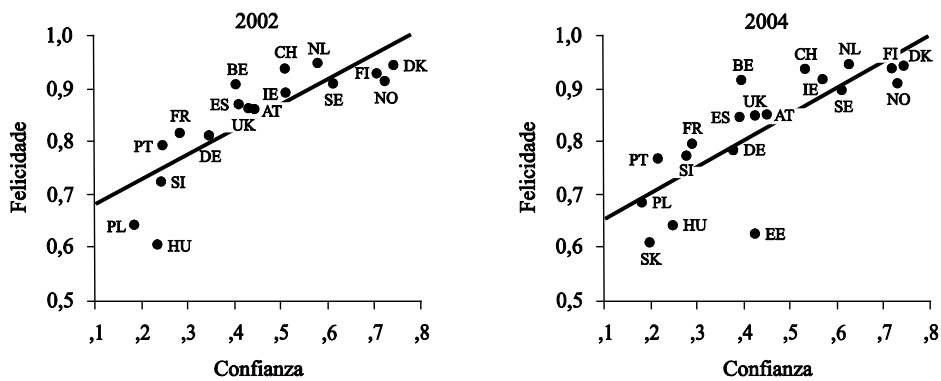 2002
Felicidade
1,0
0,9
0,8
0,7
0,6
0,5
,1 ,2 ,3 ,4 ,5 ,6 ,7 ,8
Confianza
NL
CH
DK
FI
BE
NO
IE
SE
ES
AT
UK
FR
DE
PT
SI
PL
HU
2004
Felicidade
1,0
0,9
0,8
0,7
0,6
0,5
,1 ,2 ,3 ,4 ,5 ,6 ,7 ,8
Confianza
NL
FI
DK
CH
BE
IE
NO
SE
UK
ES
AT
FR
DE
PT
SI
PL
HU
EE
SK